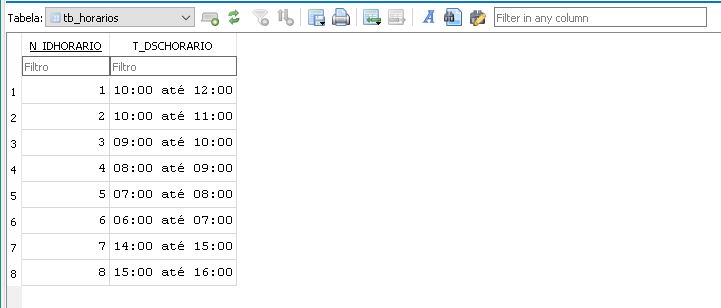 Tabela: tb_horarios Filter in any column
N_IDHORARIO T_DSCHORARIO
Filtro Filtro
1 1 10:00 até 12:00
2 2 10:00 até 11:00
3 3 09:00 até 10:00
4 4 08:00 até 09:00
5 5 07:00 até 08:00
6 6 06:00 até 07:00
7 7 14:00 até 15:00
8 8 15:00 até 16:00